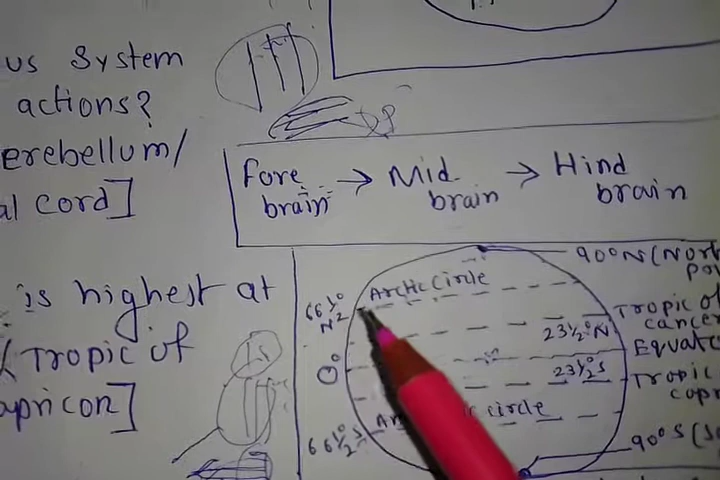 us System
actions?
erebellum/
al cord]
Fore brain → Mid brain → Hind brain
is highest at
(Tropic of
apricon]
90°N (Nort
po
Arctic circle
66½°
N
Tropic of
cancer
23½°N
Equat
0°
23½°S
Tropic
capr
circle
66½°S
90°S (S